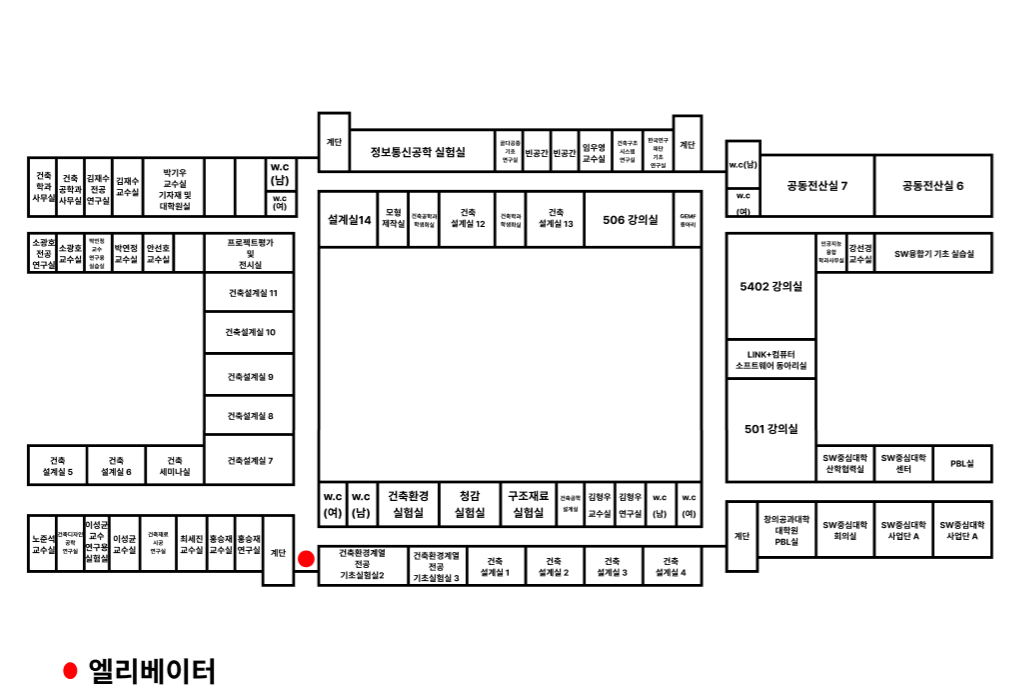 계단
정보통신공학 실험실
광대공증
기초
연구실
빈공간
빈공간
임우영
교수실
건축구조
시스템
연구실
한국연구
재단
기초
연구실
계단
건축
학과
사무실
건축
공학과
사무실
김재수
전공
연구실
김재수
교수실
박기우
교수실
기자재 및
대학원실
w.c
(남)
w.c
(여)
w.c(남)
w.c
(여)
공동전산실 7
공동전산실 6
설계실14
모형
제작실
건축공학과
학생회실
건축
설계실 12
건축학과
학생회실
건축
설계실 13
506 강의실
GEMF
동아리
소광호
전공
연구실
소광호
교수실
박언정
교수
연구용
실습실
박연정
교수실
안선호
교수실
프로젝트평가
및
전시실
건축설계실 11
건축설계실 10
건축설계실 9
건축설계실 8
건축설계실 7
건축
설계실 5
건축
설계실 6
건축
세미나실
5402 강의실
인공지능
융합
학과사무실
강선경
교수실
SW융합기 기초 실습실
LINK+컴퓨터
소프트웨어 동아리실
501 강의실
SW중심대학
산학협력실
SW중심대학
센터
PBL실
w.c
(여)
w.c
(남)
건축환경
실험실
청감
실험실
구조재료
실험실
건축공학
설계실
김형우
교수실
김형우
연구실
w.c
(남)
w.c
(여)
노준석
교수실
건축디자인
공학
연구실
이성균
교수
연구용
실험실
이성균
교수실
건축재료
시공
연구실
최세진
교수실
홍승재
교수실
홍승재
연구실
계단
건축환경계열
전공
기초실험실2
건축환경계열
전공
기초실험실 3
건축
설계실 1
건축
설계실 2
건축
설계실 3
건축
설계실 4
계단
창의공과대학
대학원
PBL실
SW중심대학
회의실
SW중심대학
사업단 A
SW중심대학
사업단 A
엘리베이터